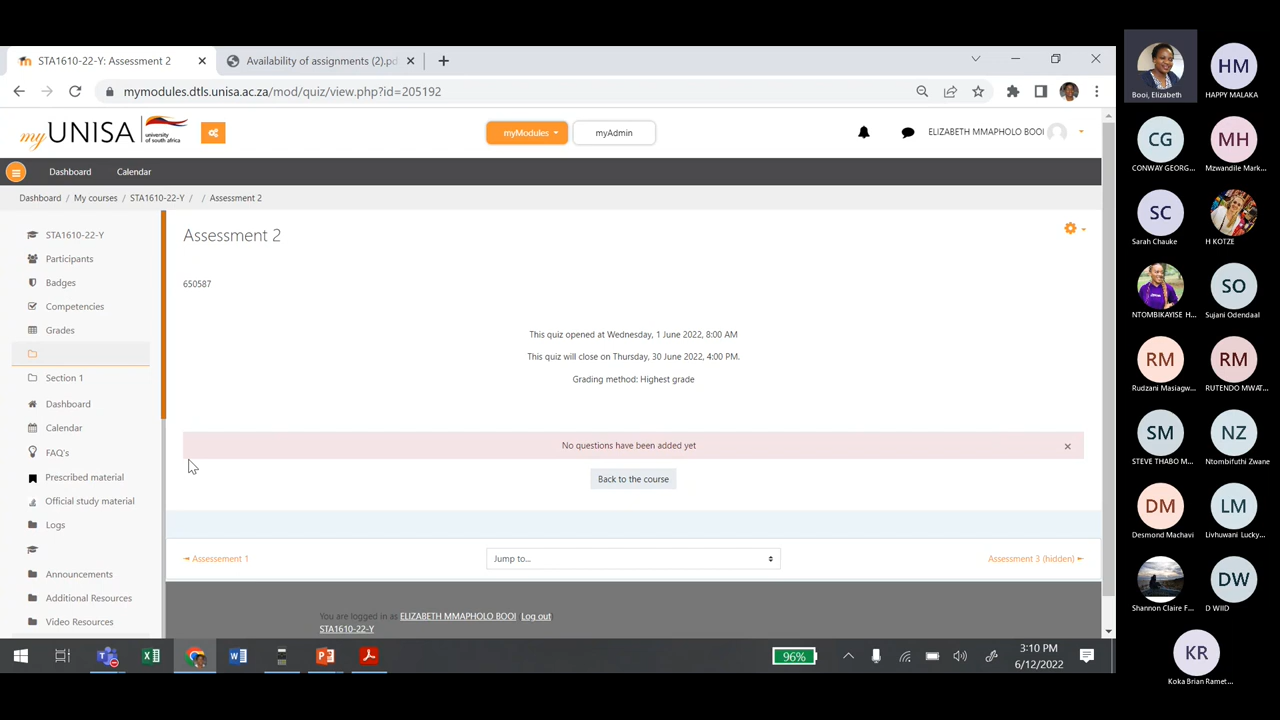 STA1610-22-Y: Assessment 2
Availability of assignments (2).pd
mymodules.dtls.unisa.ac.za/mod/quiz/view.php?id=205192
myUNISA
university of south africa
myModules
myAdmin
ELIZABETH MMAPHOLO BOOI
Dashboard
Calendar
Dashboard / My courses / STA1610-22-Y / / Assessment 2
STA1610-22-Y
Participants
Badges
Competencies
Grades
Section 1
Dashboard
Calendar
FAQ's
Prescribed material
Official study material
Logs
Announcements
Additional Resources
Video Resources
Assessment 2
650587
This quiz opened at Wednesday, 1 June 2022, 8:00 AM
This quiz will close on Thursday, 30 June 2022, 4:00 PM.
Grading method: Highest grade
No questions have been added yet
×
Back to the course
Assessement 1
Jump to...
Assessment 3 (hidden)
You are logged in as ELIZABETH MMAPHOLO BOOI (Log out)
STA1610-22-Y
96%
3:10 PM
6/12/2022
Booi, Elizabeth
HM
HAPPY MALAKA
CG
CONWAY GEORG...
MH
Mzwandile Mark...
SC
Sarah Chauke
H KOTZE
NTOMBIKAYISE H...
SO
Sujani Odendaal
RM
Rudzani Masiagw...
RM
RUTENDO MWAT...
SM
STEVE THABO M...
NZ
Ntombifuthi Zwane
DM
Desmond Machavi
LM
Livhuwani Lucky...
Shannon Claire F...
DW
D WIID
KR
Koka Brian Ramet...